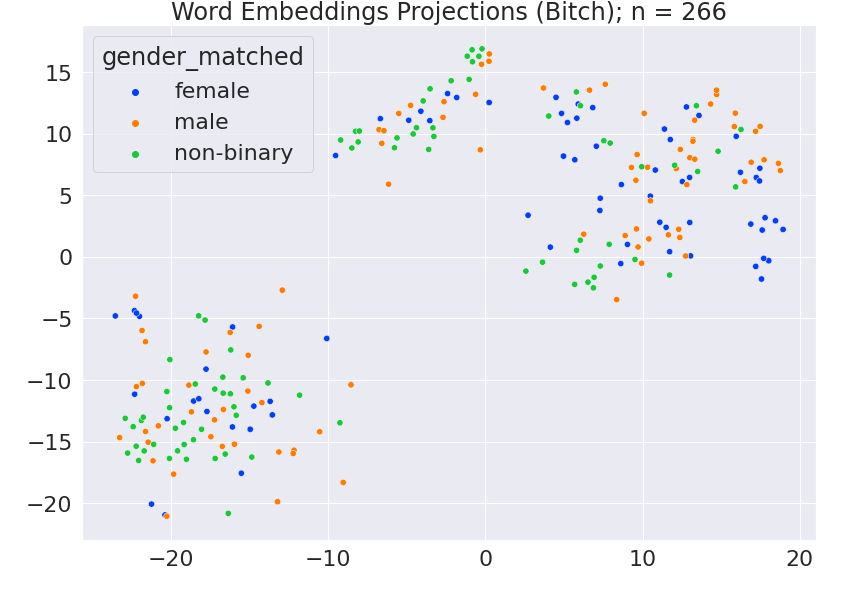 Word Embeddings Projections (Bitch); n = 266
gender_matched
female
male
non-binary
15
10
5
0
−5
−10
−15
−20
−20 −10 0 10 20